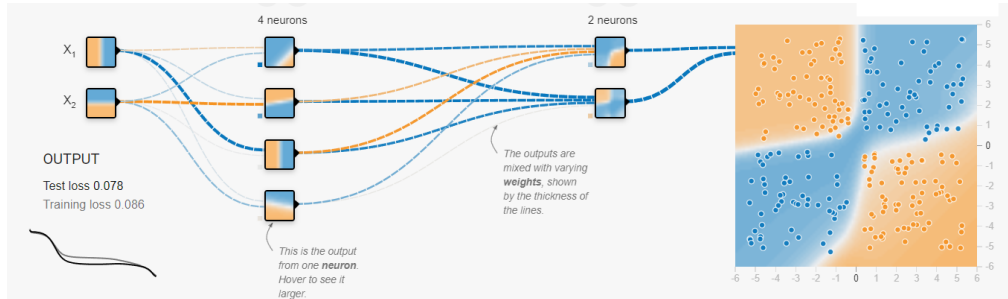 4 neurons
2 neurons
X1
X2
OUTPUT
Test loss 0.078
Training loss 0.086
This is the output
from one neuron.
Hover to see it
larger.
The outputs are
mixed with varying
weights, shown
by the thickness of
the lines.
6
5
4
3
2
1
0
-1
-2
-3
-4
-5
-6
-6 -5 -4 -3 -2 -1 0 1 2 3 4 5 6